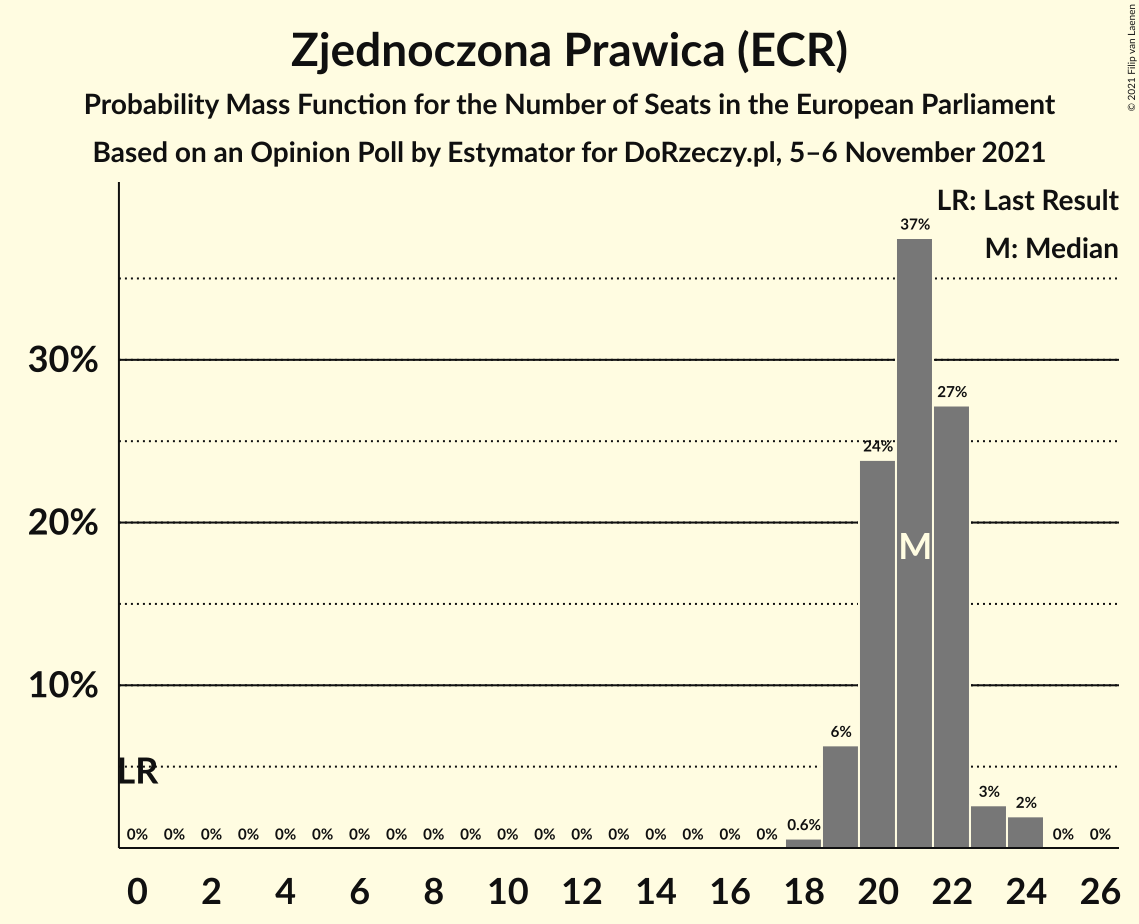 © 2021 Filip van Laenen
Zjednoczona Prawica (ECR)
Probability Mass Function for the Number of Seats in the European Parliament
Based on an Opinion Poll by Estymator for DoRzeczy.pl, 5–6 November 2021
LR: Last Result
M: Median
37%
30%
27%
24%
20%
M
10%
6%
LR
3%
2%
0% 0% 0% 0% 0% 0% 0% 0% 0% 0% 0% 0% 0% 0% 0% 0% 0% 0% 0.6% 0% 0%
0 2 4 6 8 10 12 14 16 18 20 22 24 26